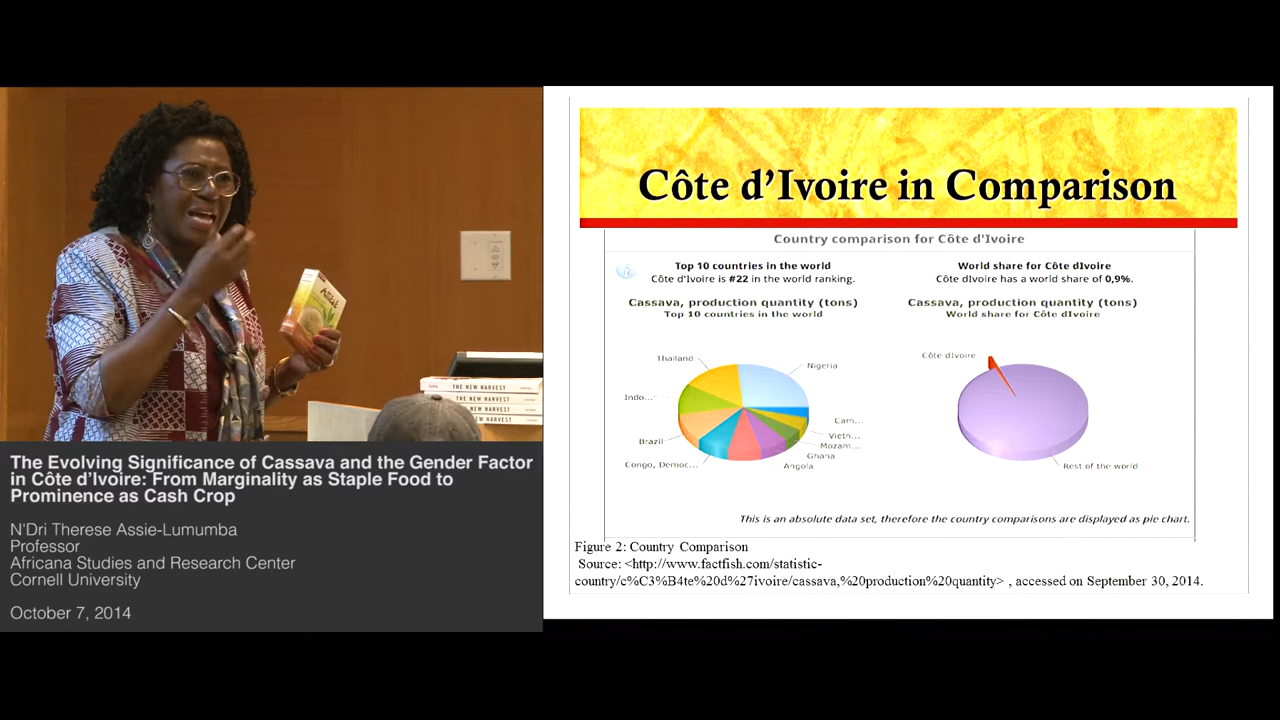 THE NEW HARVEST
THE NEW HARVEST
THE NEW HARVEST
THE NEW HARVEST
The Evolving Significance of Cassava and the Gender Factor
in Côte d'Ivoire: From Marginality as Staple Food to
Prominence as Cash Crop
N'Dri Therese Assie-Lumumba
Professor
Africana Studies and Research Center
Cornell University
October 7, 2014
Côte d'Ivoire in Comparison
Country comparison for Côte d'Ivoire
Top 10 countries in the world
Côte d'Ivoire is #22 in the world ranking.
Cassava, production quantity (tons)
Top 10 countries in the world
Thailand
Nigeria
Indo...
Cam...
Vietn...
Brazil
Mozam...
Ghana
Congo, Democ...
Angola
World share for Côte dIvoire
Côte dIvoire has a world share of 0,9%.
Cassava, production quantity (tons)
World share for Côte dIvoire
Côte dIvoire
Rest of the world
This is an absolute data set, therefore the country comparisons are displayed as pie chart.
Figure 2: Country Comparison
Source: <http://www.factfish.com/statistic-
country/c%C3%B4te%20d%27ivoire/cassava,%20production%20quantity> , accessed on September 30, 2014.